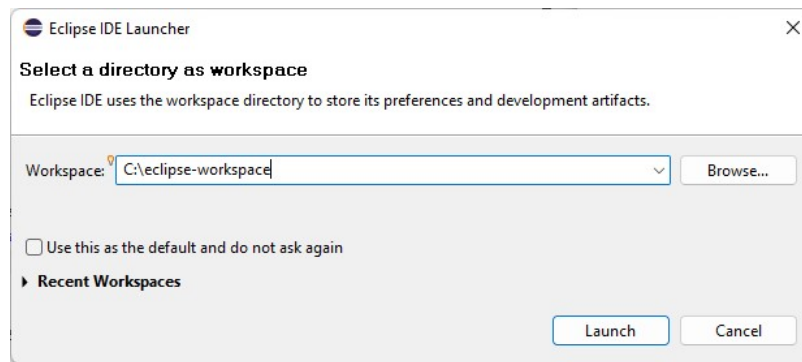 Eclipse IDE Launcher
Select a directory as workspace
Eclipse IDE uses the workspace directory to store its preferences and development artifacts.
Workspace: C:\eclipse-workspace Browse...
Use this as the default and do not ask again
Recent Workspaces
Launch Cancel